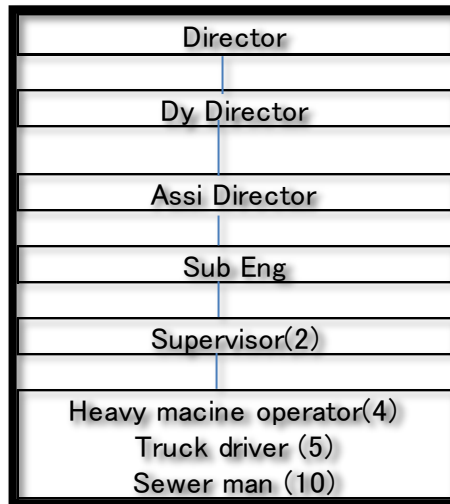 Director
Dy Director
Assi Director
Sub Eng
Supervisor(2)
Heavy macine operator(4)
Truck driver (5)
Sewer man (10)